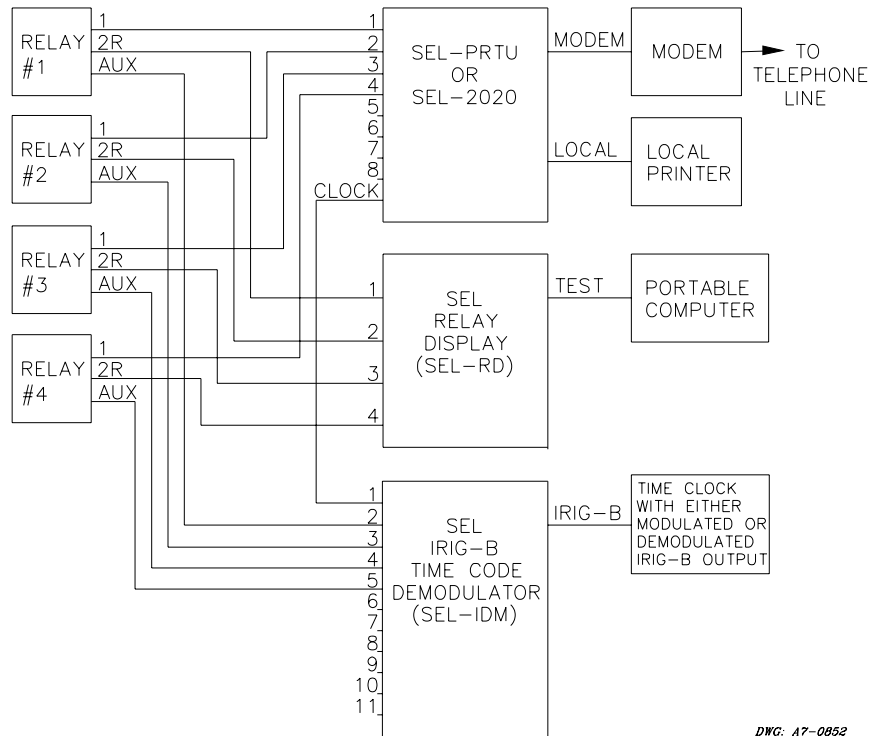 RELAY
#1
1
2R
AUX
RELAY
#2
1
2R
AUX
RELAY
#3
1
2R
AUX
RELAY
#4
1
2R
AUX
1
2
3
4
5
6
7
8
CLOCK
SEL-PRTU
OR
SEL-2020
MODEM
MODEM
TO
TELEPHONE
LINE
LOCAL
LOCAL
PRINTER
1
2
3
4
SEL
RELAY
DISPLAY
(SEL-RD)
TEST
PORTABLE
COMPUTER
1
2
3
4
5
6
7
8
9
10
11
SEL
IRIG-B
TIME CODE
DEMODULATOR
(SEL-IDM)
IRIG-B
TIME CLOCK
WITH EITHER
MODULATED OR
DEMODULATED
IRIG-B OUTPUT
DWG: A7-0852